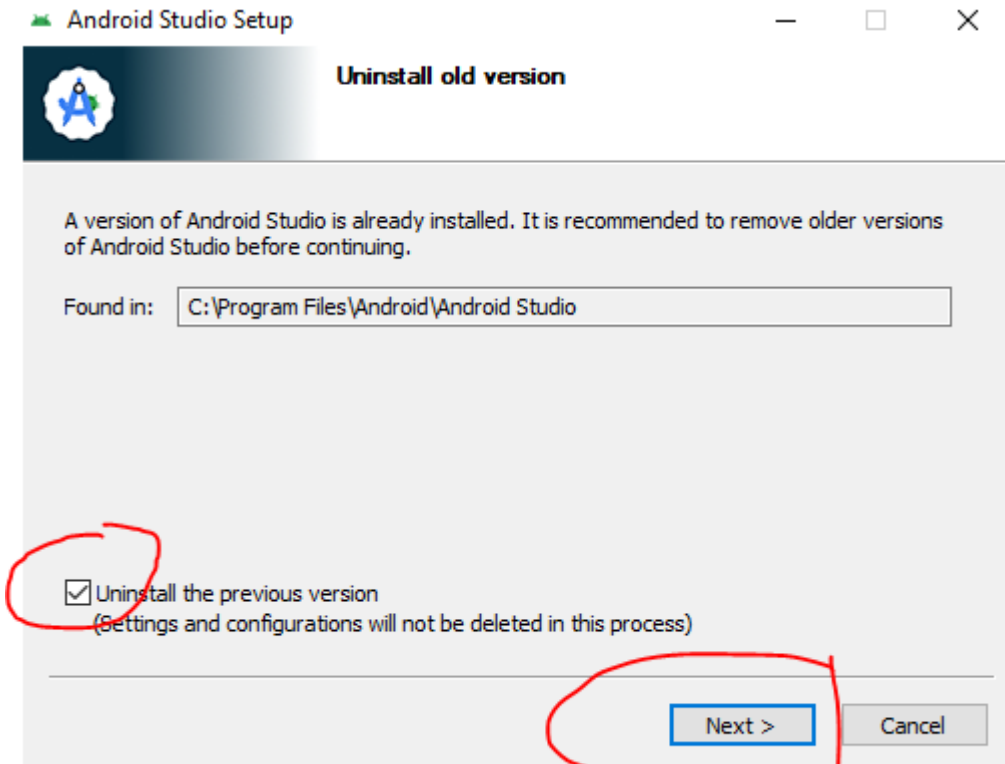 Android Studio Setup
Uninstall old version
A version of Android Studio is already installed. It is recommended to remove older versions
of Android Studio before continuing.
Found in: C:\Program Files\Android\Android Studio
Uninstall the previous version
(Settings and configurations will not be deleted in this process)
Next > Cancel